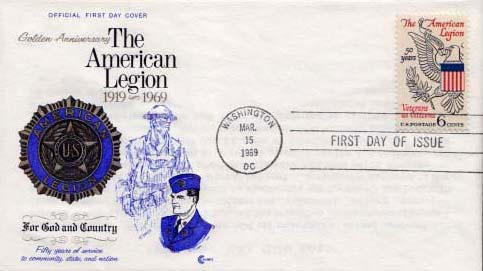 OFFICIAL FIRST DAY COVER
Golden Anniversary
The
American
Legion
1919 ~ 1969
AMERICAN
U.S
LEGION
For God and Country
Fifty years of service
to community, state, and nation
WASHINGTON
MAR.
15
1969
DC
FIRST DAY OF ISSUE
The American
Legion
50
years
Veterans
as Citizens
U.S. POSTAGE 6 CENTS